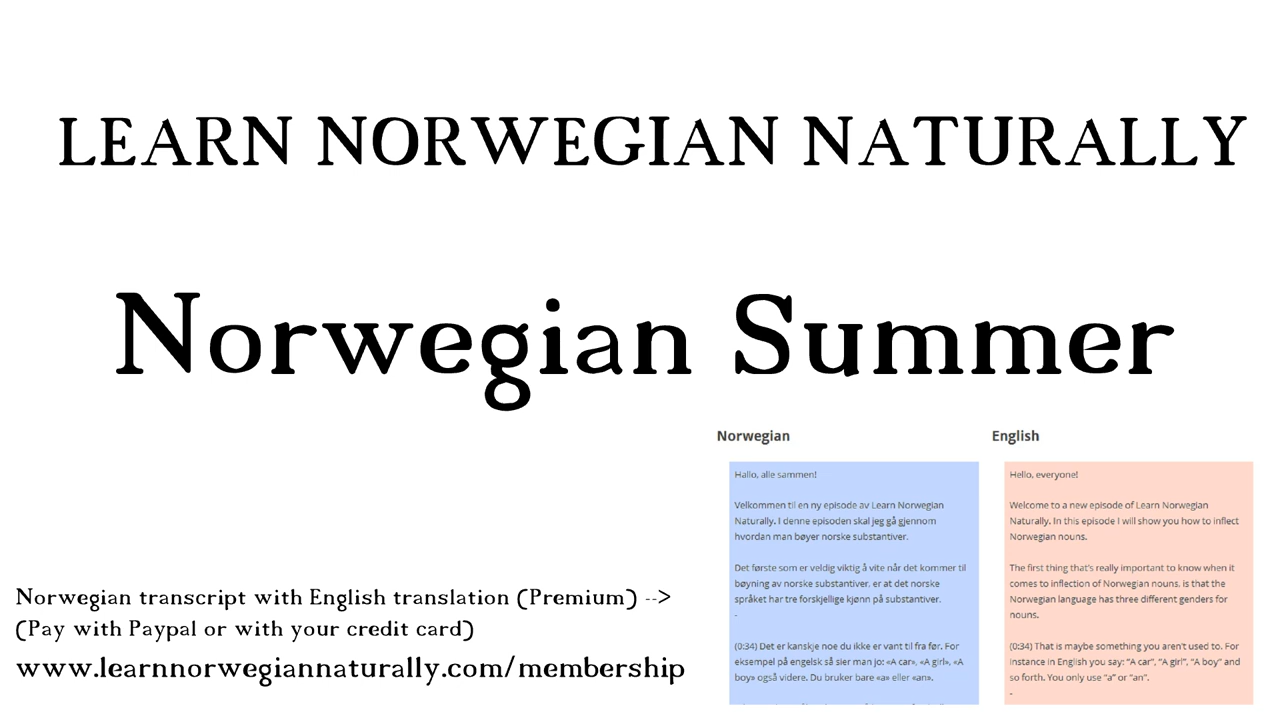 LEARN NORWEGIAN NATURALLY
Norwegian Summer
Norwegian transcript with English translation (Premium) -->
(Pay with Paypal or with your credit card)
www.learnnorwegiannaturally.com/membership
Norwegian
Hallo, alle sammen!
Velkommen til en ny episode av Learn Norwegian
Naturally. I denne episoden skal jeg gå gjennom
hvordan man bøyer norske substantiver.
Det første som er veldig viktig å vite når det kommer til
bøyning av norske substantiver, er at det norske
språket har tre forskjellige kjønn på substantiver.
-
(0:34) Det er kanskje noe du ikke er vant til fra før. For
eksempel på engelsk så sier man jo: «A car», «A girl», «A
boy» også videre. Du bruker bare «a» eller «an».
English
Hello, everyone!
Welcome to a new episode of Learn Norwegian
Naturally. In this episode I will show you how to inflect
Norwegian nouns.
The first thing that's really important to know when it
comes to inflection of Norwegian nouns, is that the
Norwegian language has three different genders for
nouns.
(0:34) That is maybe something you aren't used to. For
instance in English you say: "A car", "A girl", "A boy" and
so forth. You only use "a" or "an".
-